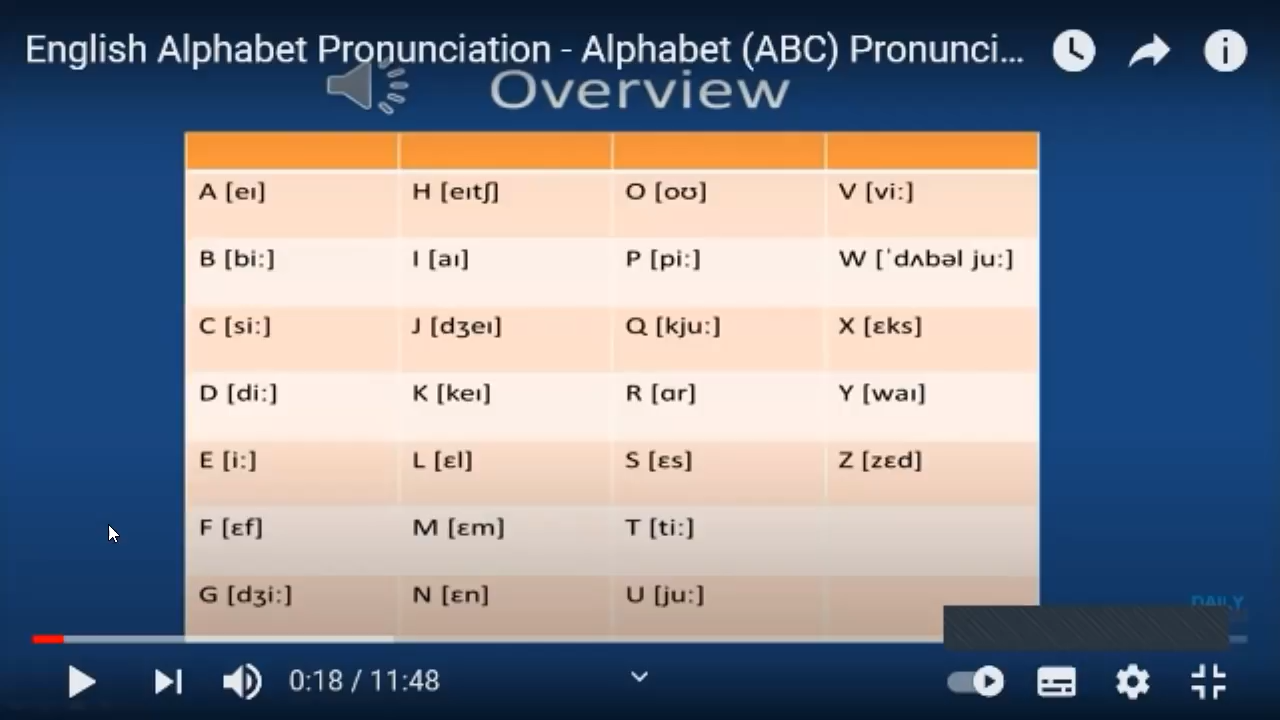 English Alphabet Pronunciation - Alphabet (ABC) Pronunci...
Overview
A [eɪ] H [eɪtʃ] O [oʊ] V [vi:]
B [bi:] I [aɪ] P [pi:] W [ˈdʌbəl ju:]
C [si:] J [dʒeɪ] Q [kju:] X [ɛks]
D [di:] K [keɪ] R [ɑr] Y [waɪ]
E [i:] L [ɛl] S [ɛs] Z [zɛd]
F [ɛf] M [ɛm] T [ti:]
G [dʒi:] N [ɛn] U [ju:]
DAILY
0:18 / 11:48